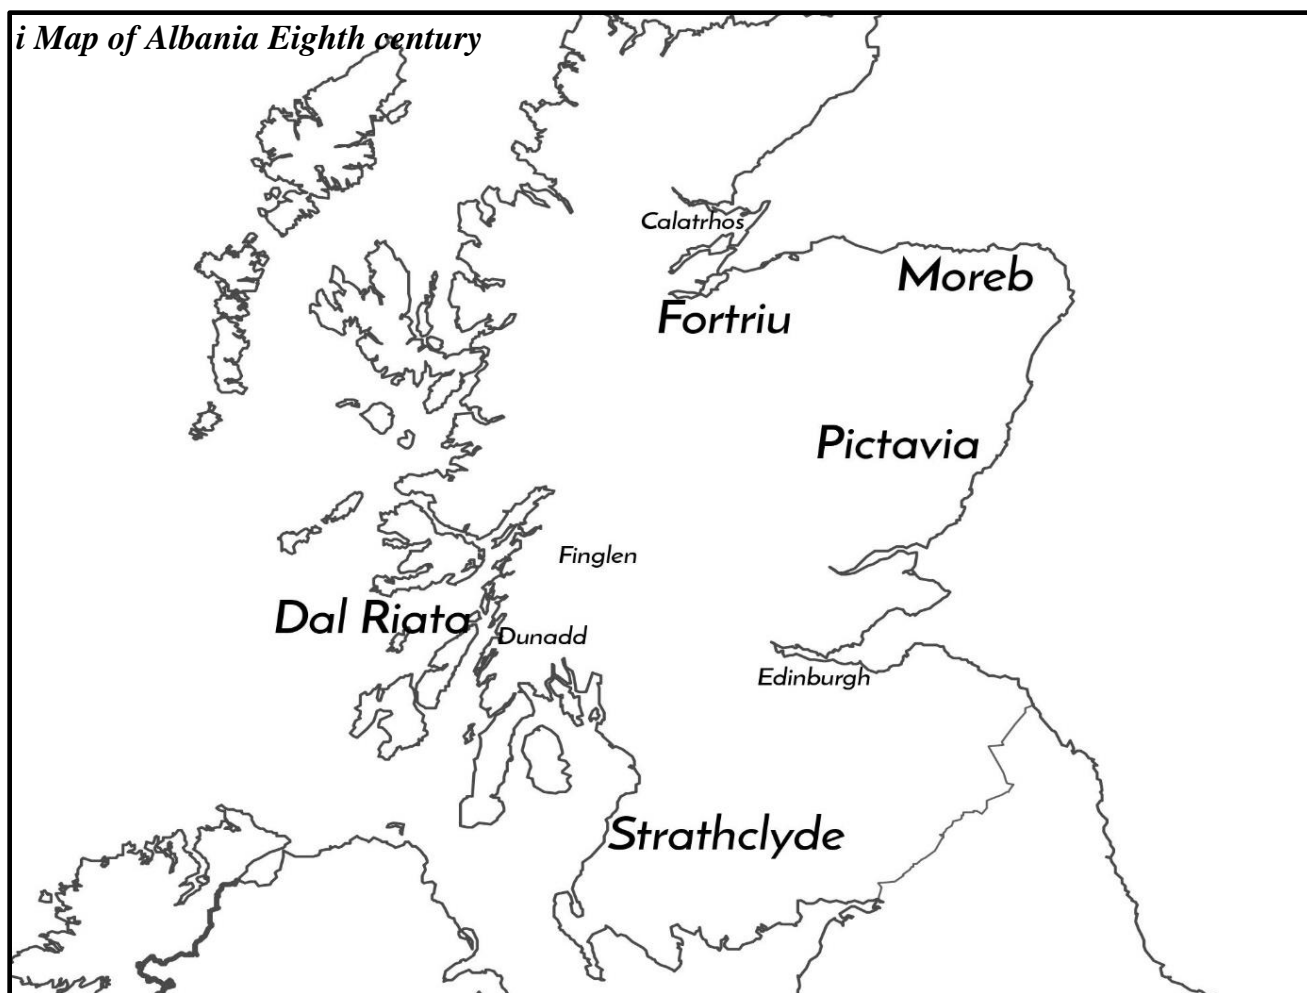 i Map of Albania Eighth century
Calatrhos
Moreb
Fortriu
Pictavia
Finglen
Dal Riata
Dunadd
Edinburgh
Strathclyde